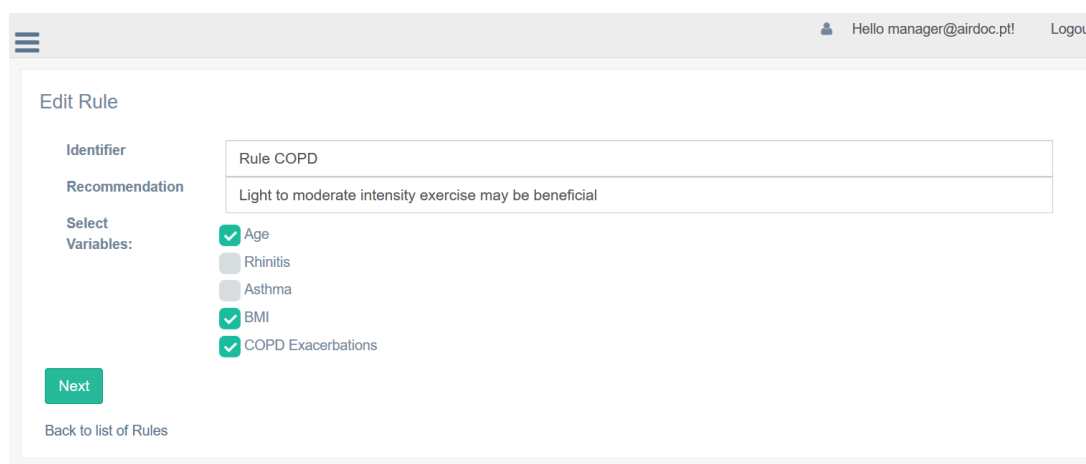 Hello manager@airdoc.pt! Logou
Edit Rule
Identifier
Rule COPD
Recommendation
Light to moderate intensity exercise may be beneficial
Select
Variables:
Age
Rhinitis
Asthma
BMI
COPD Exacerbations
Next
Back to list of Rules